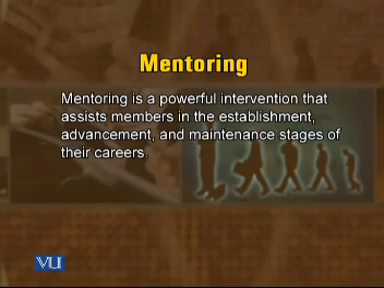 Mentoring
Mentoring is a powerful intervention that
assists members in the establishment,
advancement, and maintenance stages of
their careers.
VU